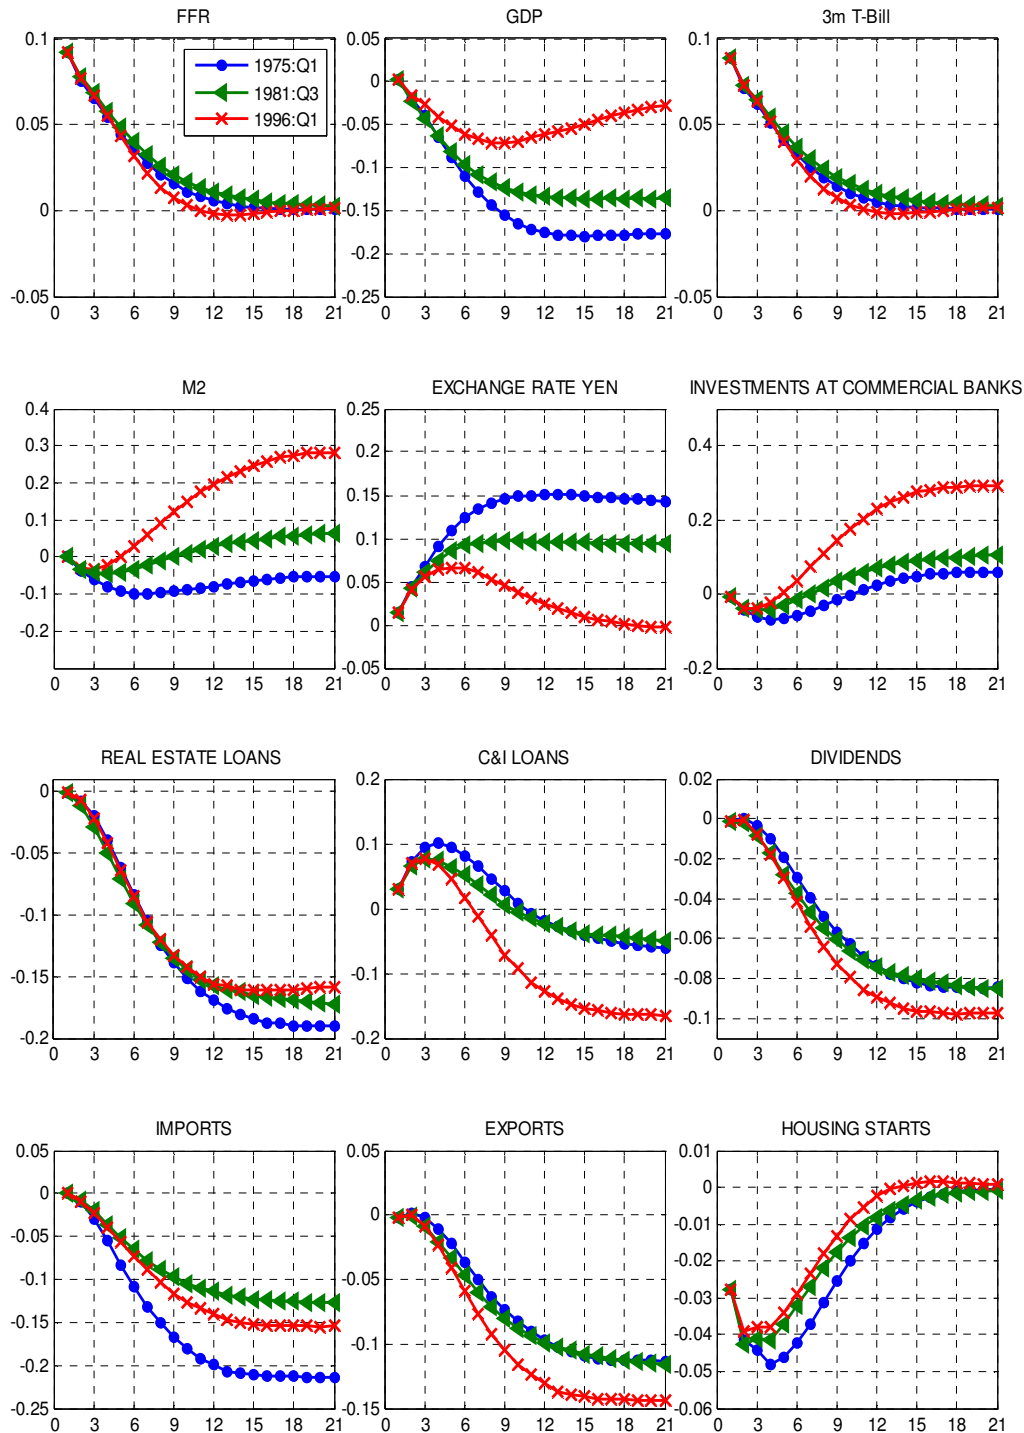 FFR
GDP
3m T-Bill
0.1
0.05
0
-0.05
0 3 6 9 12 15 18 21
1975:Q1
1981:Q3
1996:Q1
0.05
0
-0.05
-0.1
-0.15
-0.2
-0.25
0 3 6 9 12 15 18 21
0.1
0.05
0
-0.05
0 3 6 9 12 15 18 21
M2
EXCHANGE RATE YEN
INVESTMENTS AT COMMERCIAL BANKS
0.4
0.3
0.2
0.1
0
-0.1
-0.2
0 3 6 9 12 15 18 21
0.25
0.2
0.15
0.1
0.05
0
-0.05
0 3 6 9 12 15 18 21
0.4
0.2
0
-0.2
0 3 6 9 12 15 18 21
REAL ESTATE LOANS
C&I LOANS
DIVIDENDS
0
-0.05
-0.1
-0.15
-0.2
0 3 6 9 12 15 18 21
0.2
0.1
0
-0.1
-0.2
0 3 6 9 12 15 18 21
0.02
0
-0.02
-0.04
-0.06
-0.08
-0.1
0 3 6 9 12 15 18 21
IMPORTS
EXPORTS
HOUSING STARTS
0.05
0
-0.05
-0.1
-0.15
-0.2
-0.25
0 3 6 9 12 15 18 21
0.05
0
-0.05
-0.1
-0.15
0 3 6 9 12 15 18 21
0.01
0
-0.01
-0.02
-0.03
-0.04
-0.05
-0.06
0 3 6 9 12 15 18 21